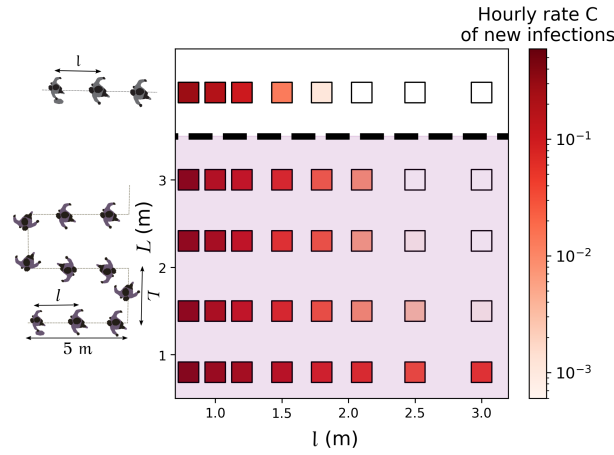 Hourly rate C
of new infections
l
L
l
5 m
L (m)
3
2
1
1.0 1.5 2.0 2.5 3.0
l (m)
10⁻¹
10⁻²
10⁻³